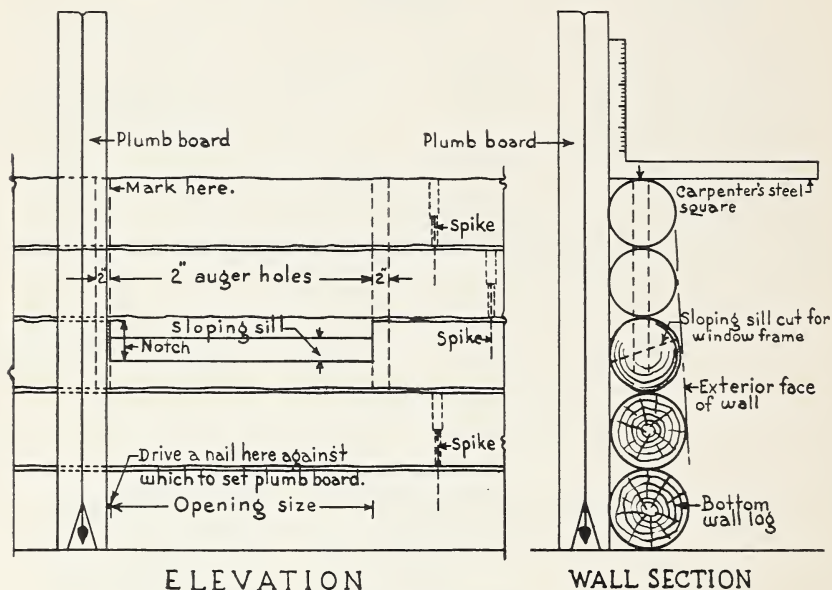 Plumb board
Mark here.
Spike
2"
2" auger holes
2"
Sloping sill
Notch
Spike
Spike
Drive a nail here against
which to set plumb board.
Opening size
ELEVATION
Plumb board
Carpenter's steel
square
Sloping sill cut for
window frame
Exterior face
of wall
Bottom
wall log
WALL SECTION